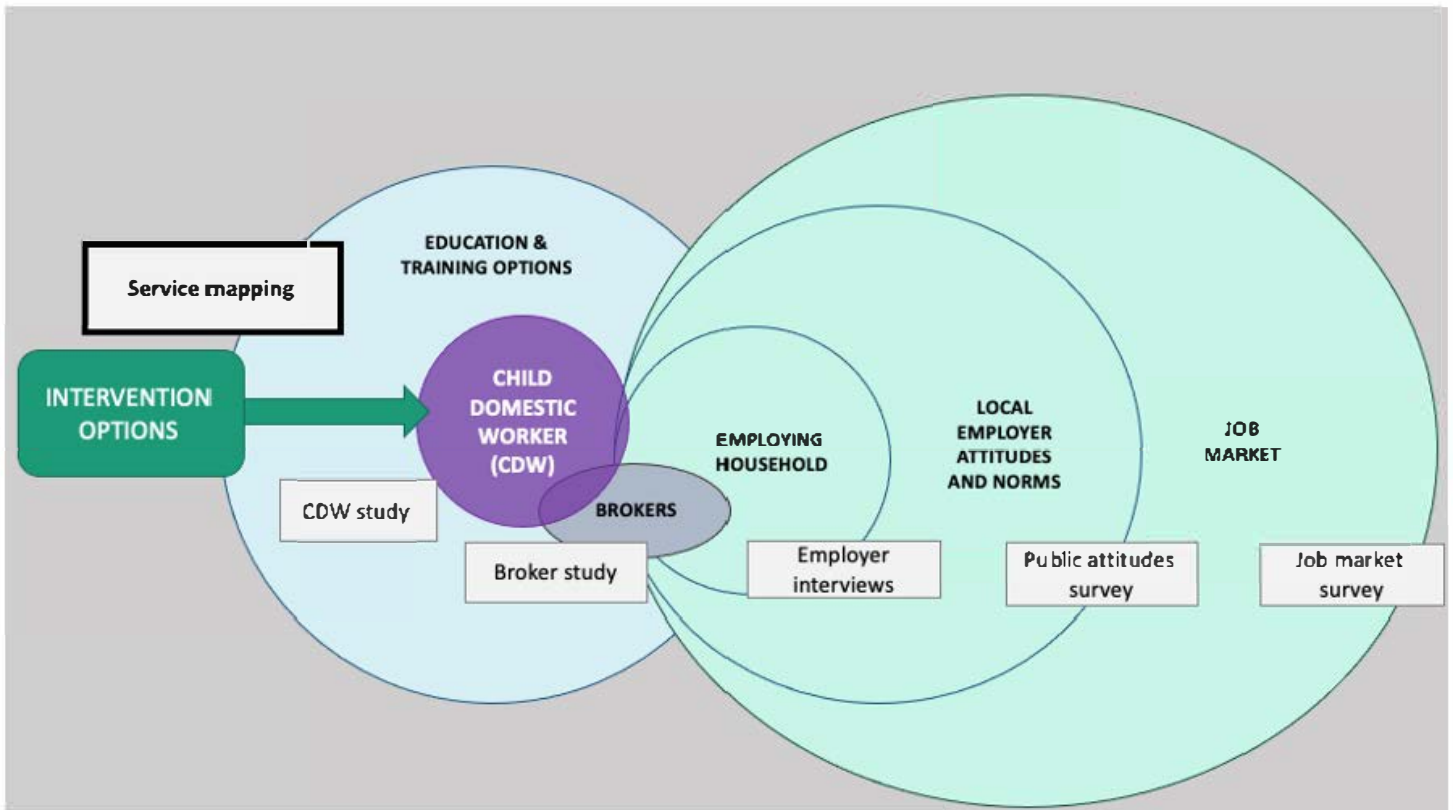 EDUCATION &
TRAINING OPTIONS
Service mapping
INTERVENTION
OPTIONS
CHILD
DOMESTIC
WORKER
(CDW)
EMPLOYING
HOUSEHOLD
LOCAL
EMPLOYER
ATTITUDES
AND NORMS
JOB
MARKET
BROKERS
CDW study
Broker study
Employer
interviews
Public attitudes
survey
Job market
survey